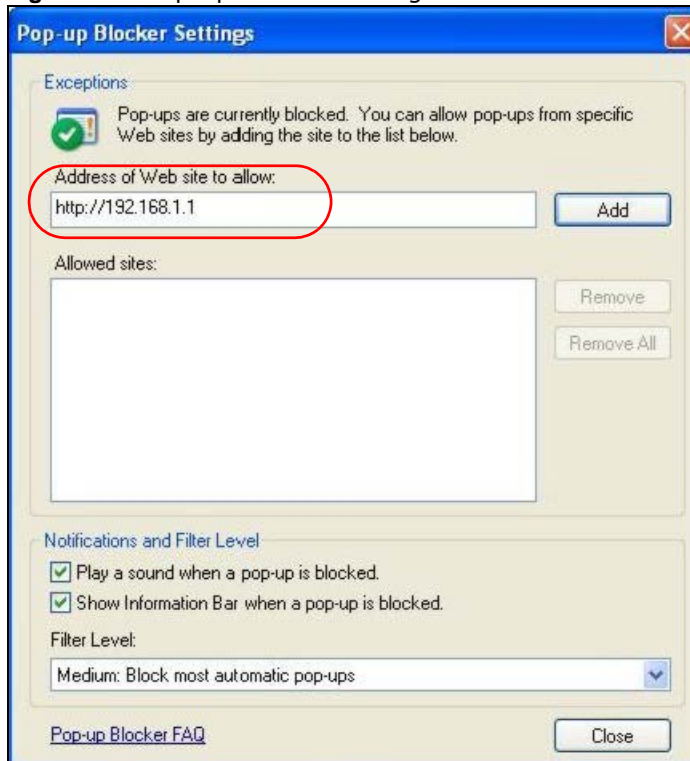 Pop-up Blocker Settings
Exceptions
Pop-ups are currently blocked. You can allow pop-ups from specific
Web sites by adding the site to the list below.
Address of Web site to allow:
http://192.168.1.1
Add
Allowed sites:
Remove
Remove All
Notifications and Filter Level
Play a sound when a pop-up is blocked.
Show Information Bar when a pop-up is blocked.
Filter Level:
Medium: Block most automatic pop-ups
Pop-up Blocker FAQ
Close